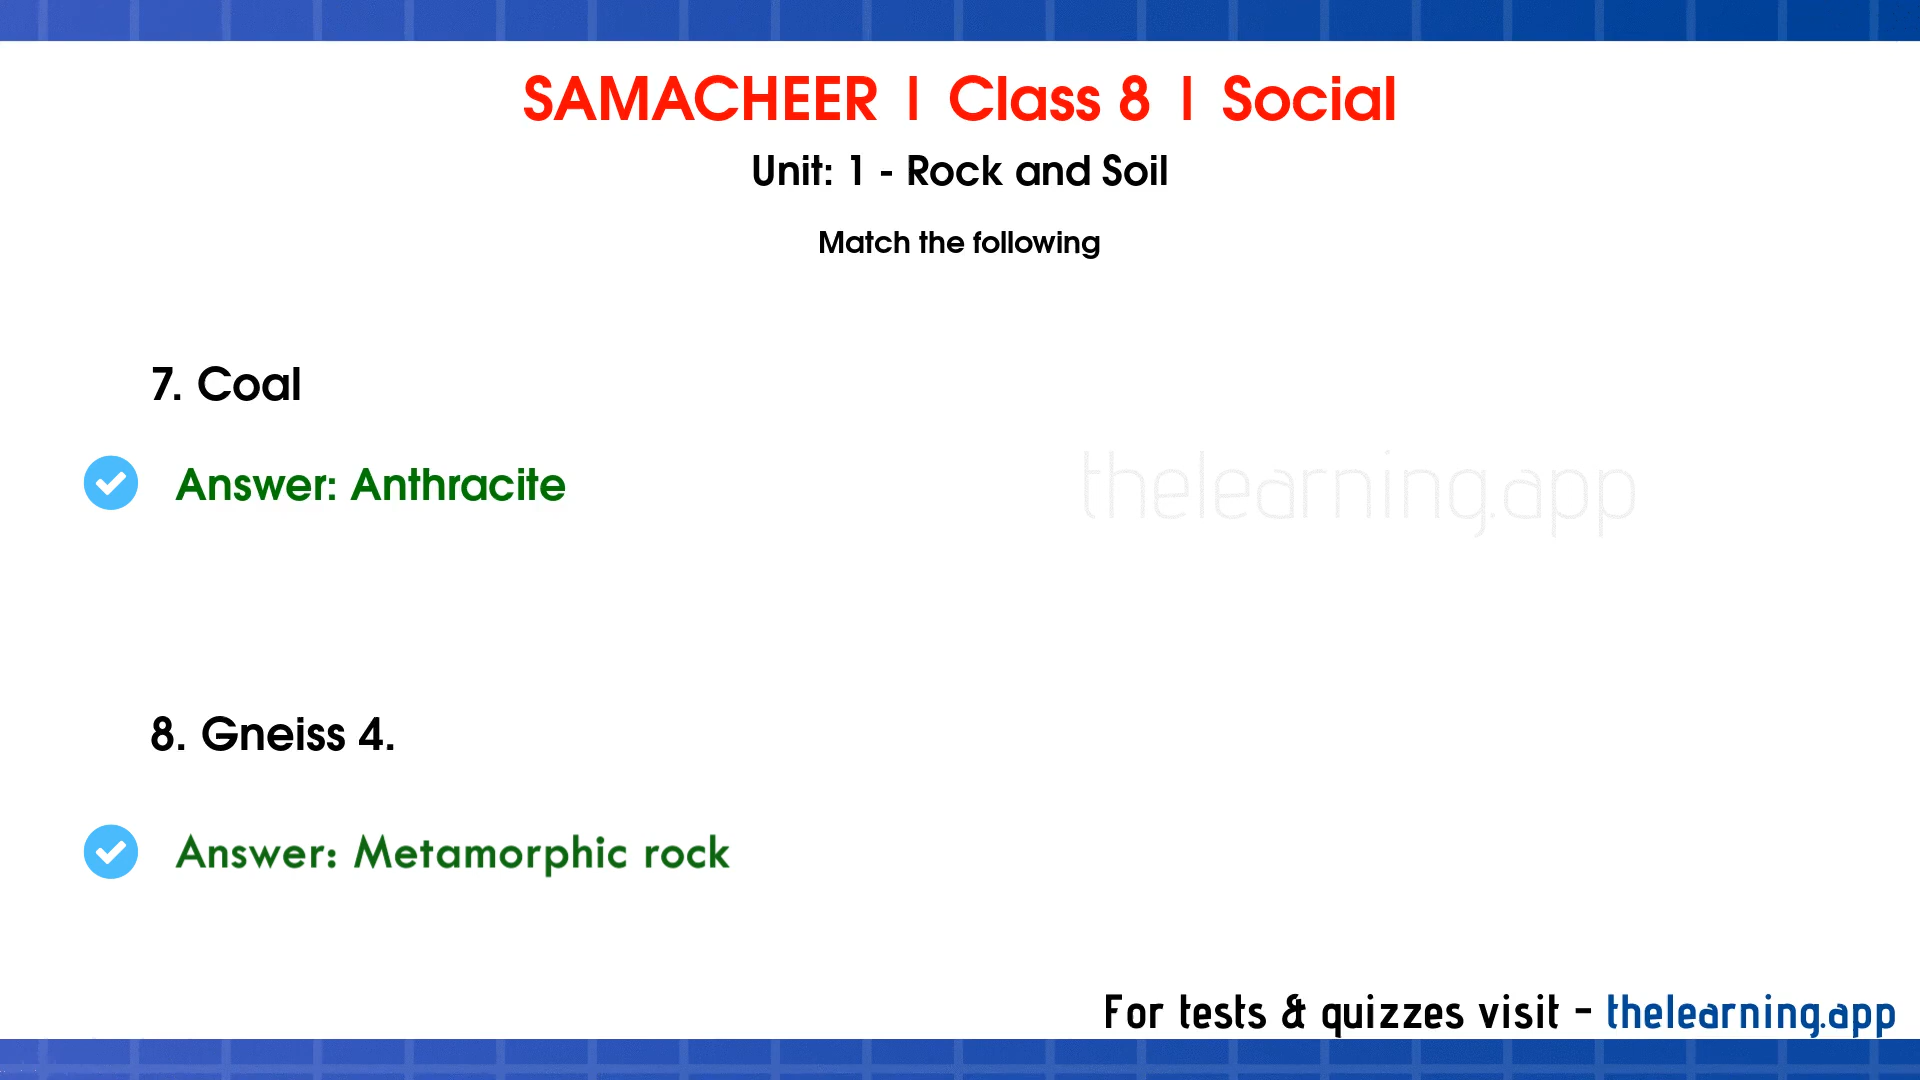 SAMACHEER | Class 8 | Social
Unit: 1 - Rock and Soil
Match the following
7. Coal
Answer: Anthracite
thelearning.app
8. Gneiss 4.
Answer: Metamorphic rock
For tests & quizzes visit - thelearning.app